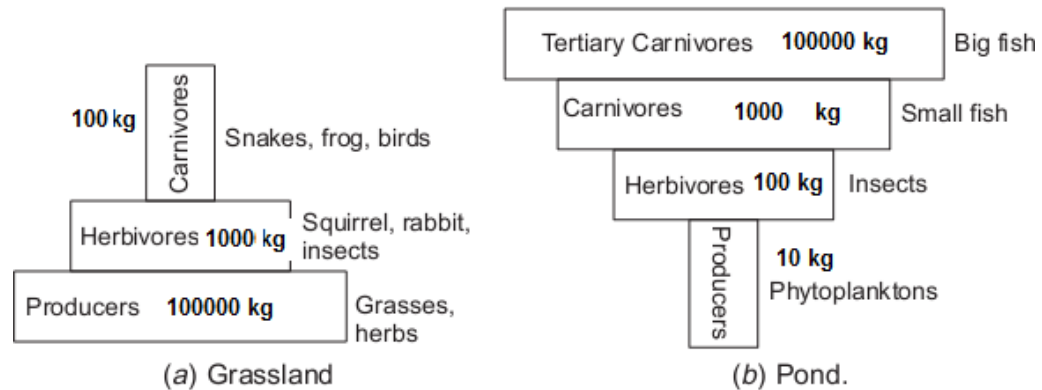 100 kg
Carnivores
Snakes, frog, birds
Herbivores 1000 kg
Squirrel, rabbit,
insects
Producers 100000 kg
Grasses,
herbs
(a) Grassland
Tertiary Carnivores 100000 kg
Big fish
Carnivores 1000 kg
Small fish
Herbivores 100 kg
Insects
Producers
10 kg
Phytoplanktons
(b) Pond.